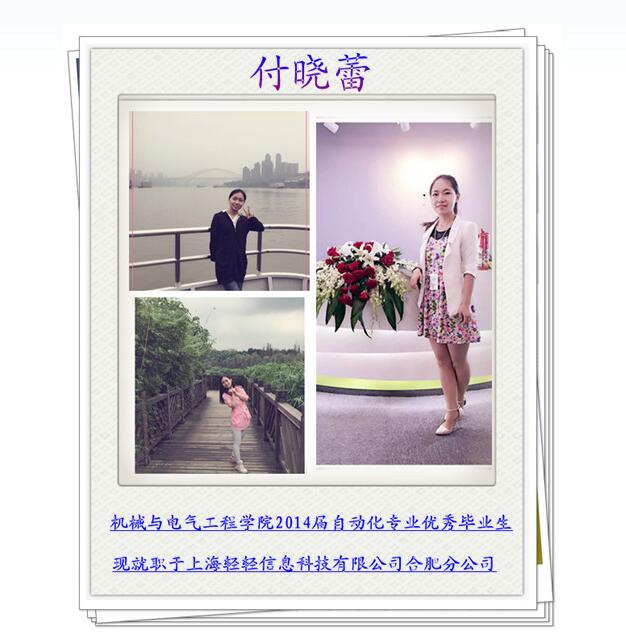 付晓蕾
机械与电气工程学院2014届自动化专业优秀毕业生
现就职于上海轻轻信息科技有限公司合肥分公司